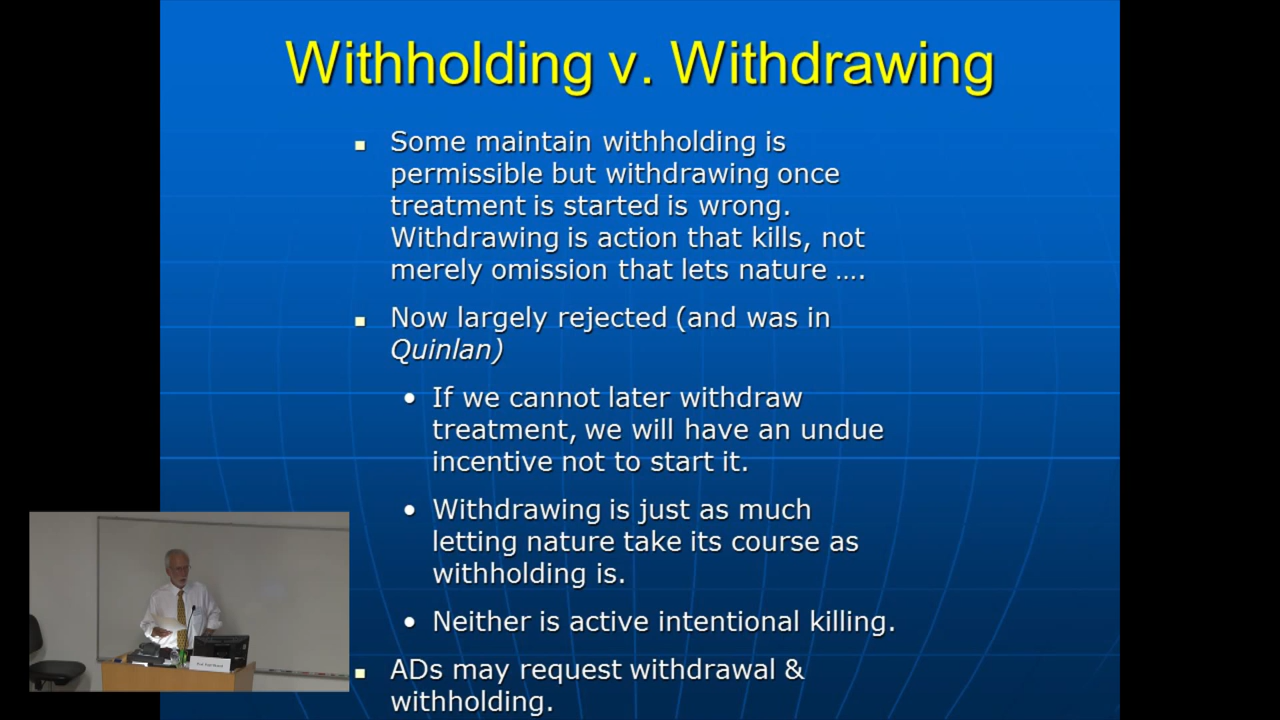 Withholding v. Withdrawing
▪ Some maintain withholding is
permissible but withdrawing once
treatment is started is wrong.
Withdrawing is action that kills, not
merely omission that lets nature ….
▪ Now largely rejected (and was in
Quinlan)
• If we cannot later withdraw
treatment, we will have an undue
incentive not to start it.
• Withdrawing is just as much
letting nature take its course as
withholding is.
• Neither is active intentional killing.
▪ ADs may request withdrawal &
withholding.